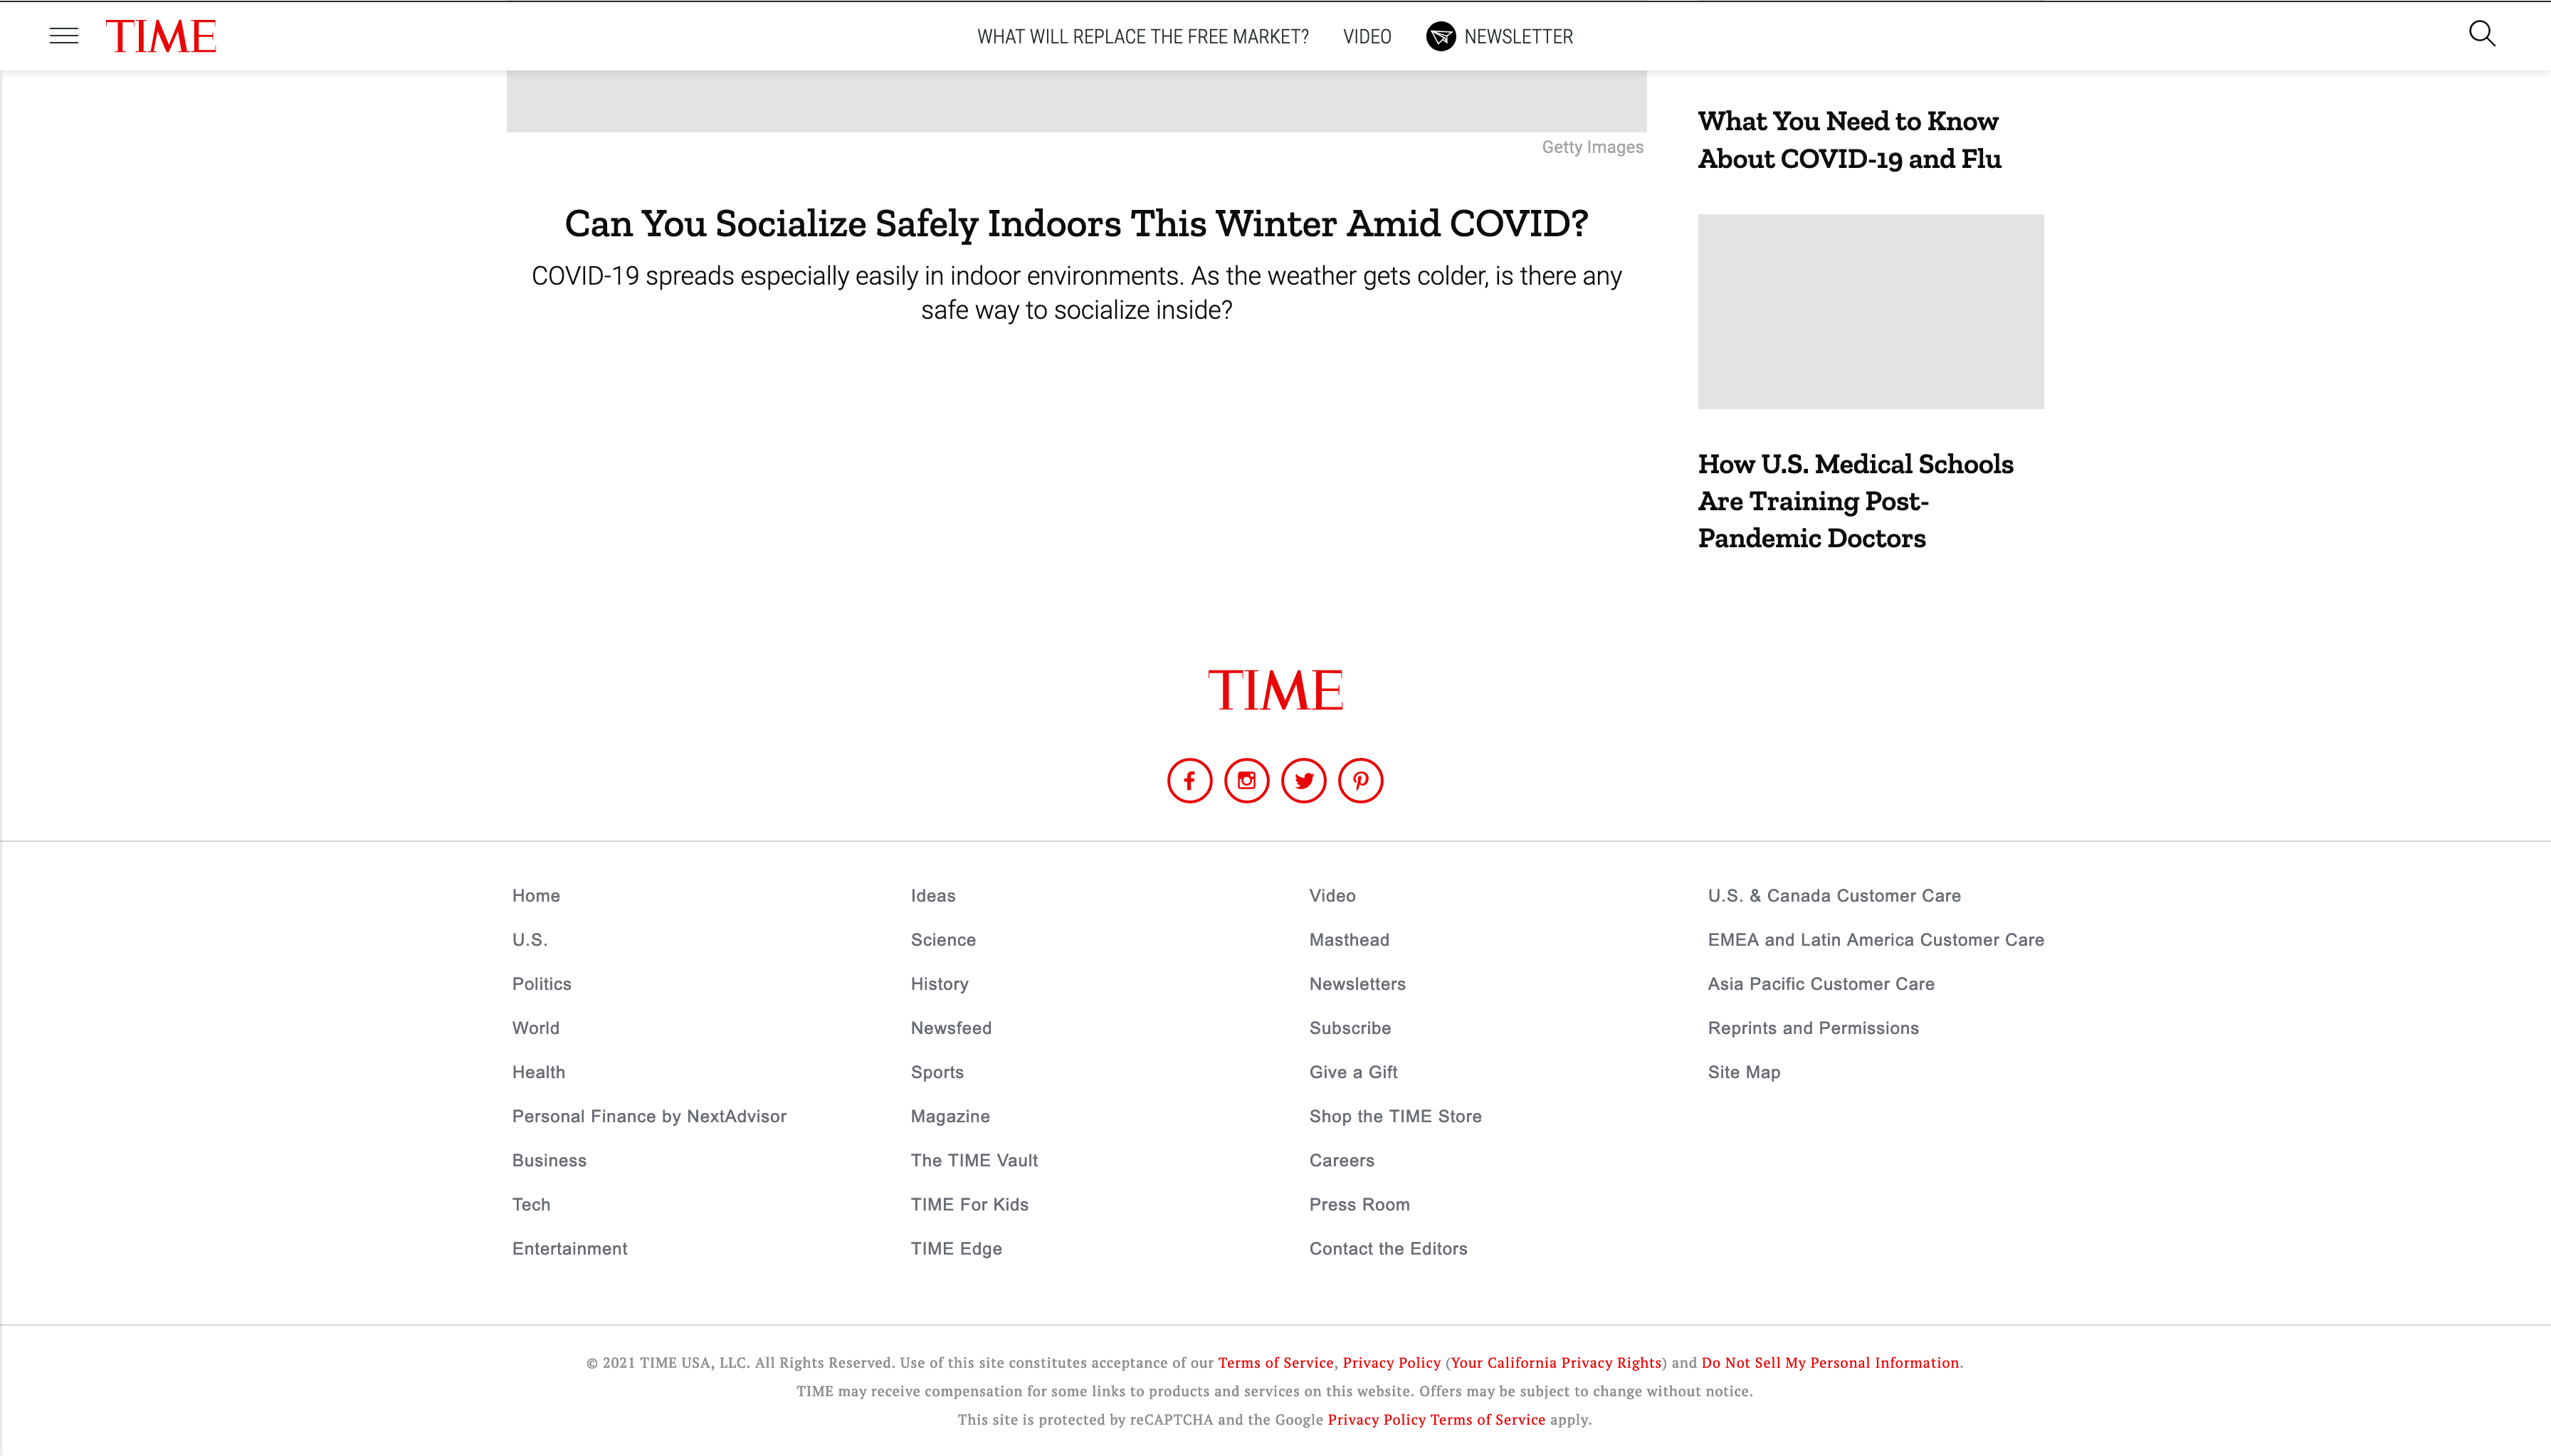 TIME
WHAT WILL REPLACE THE FREE MARKET? VIDEO NEWSLETTER
Getty Images
Can You Socialize Safely Indoors This Winter Amid COVID?
COVID-19 spreads especially easily in indoor environments. As the weather gets colder, is there any
safe way to socialize inside?
What You Need to Know
About COVID-19 and Flu
How U.S. Medical Schools
Are Training Post-
Pandemic Doctors
TIME
Home
U.S.
Politics
World
Health
Personal Finance by NextAdvisor
Business
Tech
Entertainment
Ideas
Science
History
Newsfeed
Sports
Magazine
The TIME Vault
TIME For Kids
TIME Edge
Video
Masthead
Newsletters
Subscribe
Give a Gift
Shop the TIME Store
Careers
Press Room
Contact the Editors
U.S. & Canada Customer Care
EMEA and Latin America Customer Care
Asia Pacific Customer Care
Reprints and Permissions
Site Map
© 2021 TIME USA, LLC. All Rights Reserved. Use of this site constitutes acceptance of our Terms of Service, Privacy Policy (Your California Privacy Rights) and Do Not Sell My Personal Information.
TIME may receive compensation for some links to products and services on this website. Offers may be subject to change without notice.
This site is protected by reCAPTCHA and the Google Privacy Policy Terms of Service apply.